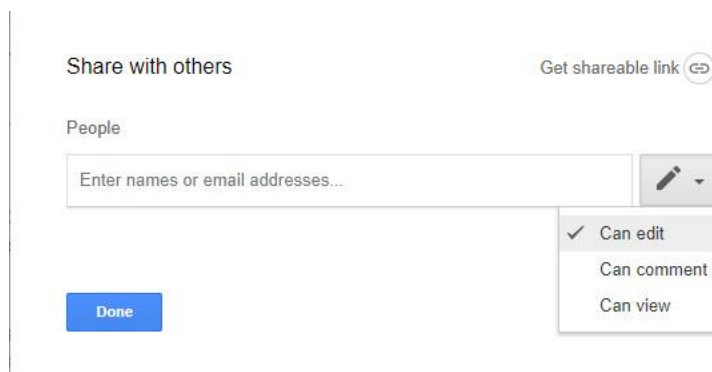 Share with others
Get shareable link
People
Enter names or email addresses...
Can edit
Can comment
Can view
Done